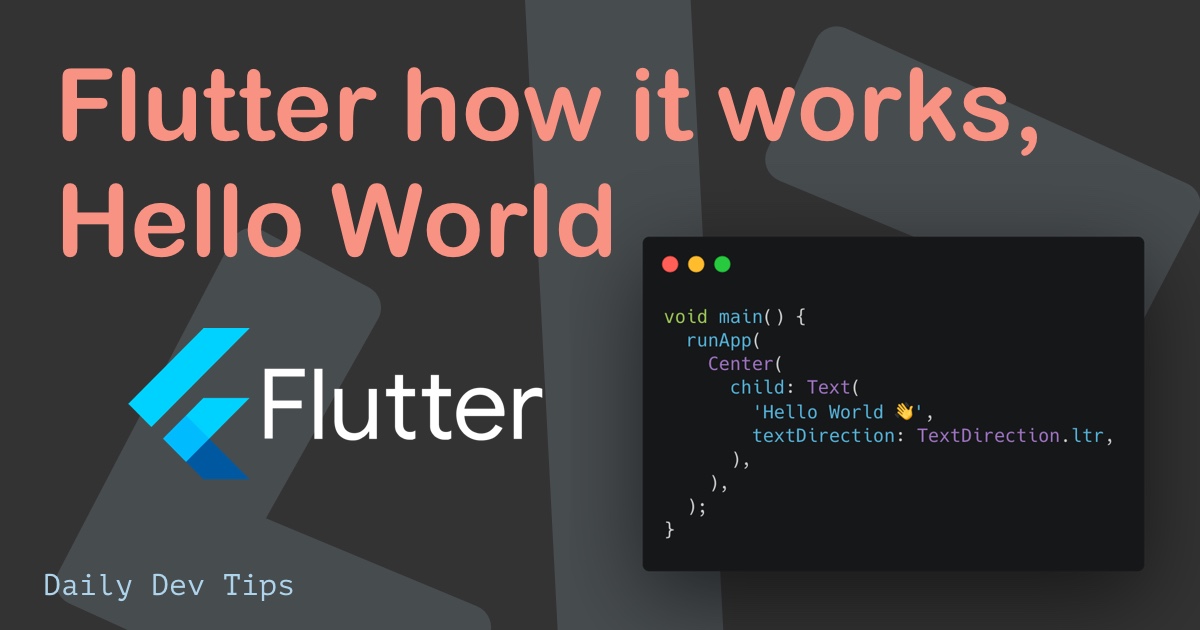 Flutter how it works,
Hello World
Flutter
void main() {
  runApp(
    Center(
      child: Text(
        'Hello World 👋',
        textDirection: TextDirection.ltr,
      ),
    ),
  );
}
Daily Dev Tips